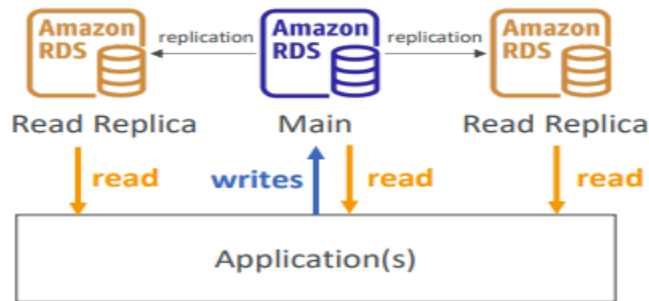 Amazon
RDS
replication
Amazon
RDS
replication
Amazon
RDS
Read Replica
Main
Read Replica
read
writes
read
read
Application(s)